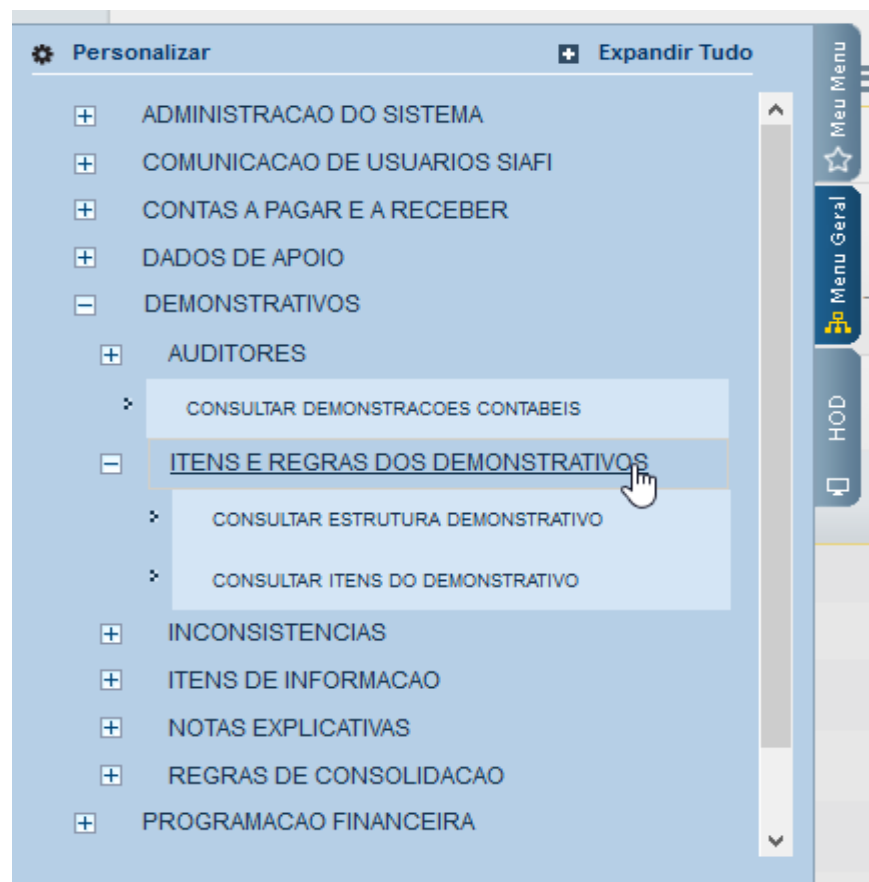 Personalizar
Expandir Tudo
ADMINISTRACAO DO SISTEMA
COMUNICACAO DE USUARIOS SIAFI
CONTAS A PAGAR E A RECEBER
DADOS DE APOIO
DEMONSTRATIVOS
AUDITORES
CONSULTAR DEMONSTRACOES CONTABEIS
ITENS E REGRAS DOS DEMONSTRATIVOS
CONSULTAR ESTRUTURA DEMONSTRATIVO
CONSULTAR ITENS DO DEMONSTRATIVO
INCONSISTENCIAS
ITENS DE INFORMACAO
NOTAS EXPLICATIVAS
REGRAS DE CONSOLIDACAO
PROGRAMACAO FINANCEIRA
Meu Menu
Menu Geral
HOD